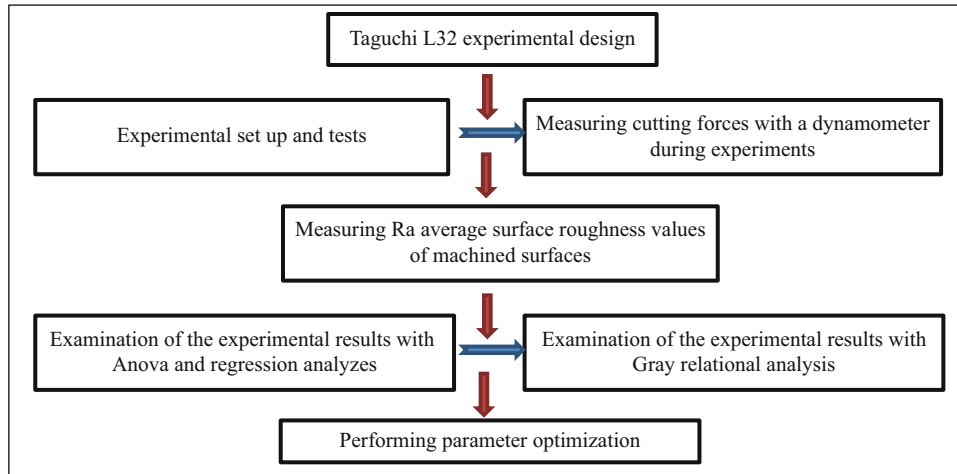 Taguchi L32 experimental design
Experimental set up and tests
Measuring cutting forces with a dynamometer
during experiments
Measuring Ra average surface roughness values
of machined surfaces
Examination of the experimental results with
Anova and regression analyzes
Examination of the experimental results with
Gray relational analysis
Performing parameter optimization